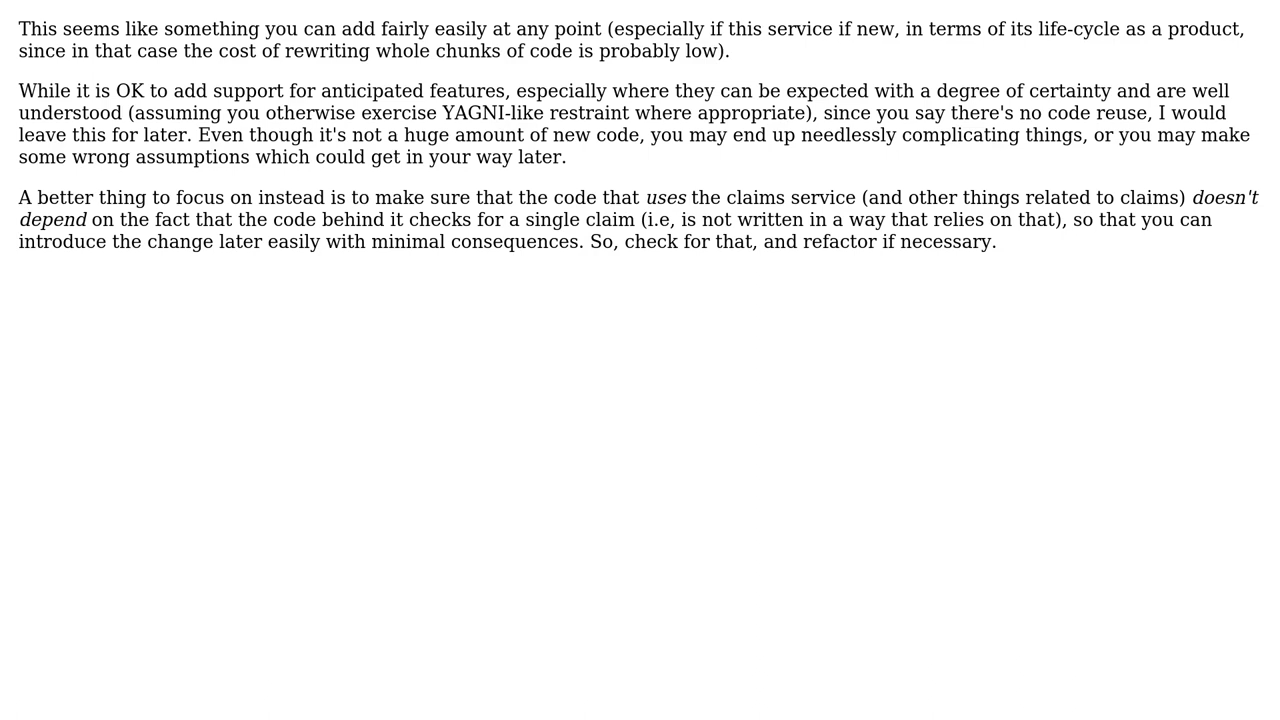 This seems like something you can add fairly easily at any point (especially if this service if new, in terms of its life-cycle as a product,
since in that case the cost of rewriting whole chunks of code is probably low).
While it is OK to add support for anticipated features, especially where they can be expected with a degree of certainty and are well
understood (assuming you otherwise exercise YAGNI-like restraint where appropriate), since you say there's no code reuse, I would
leave this for later. Even though it's not a huge amount of new code, you may end up needlessly complicating things, or you may make
some wrong assumptions which could get in your way later.
A better thing to focus on instead is to make sure that the code that uses the claims service (and other things related to claims) doesn't
depend on the fact that the code behind it checks for a single claim (i.e, is not written in a way that relies on that), so that you can
introduce the change later easily with minimal consequences. So, check for that, and refactor if necessary.